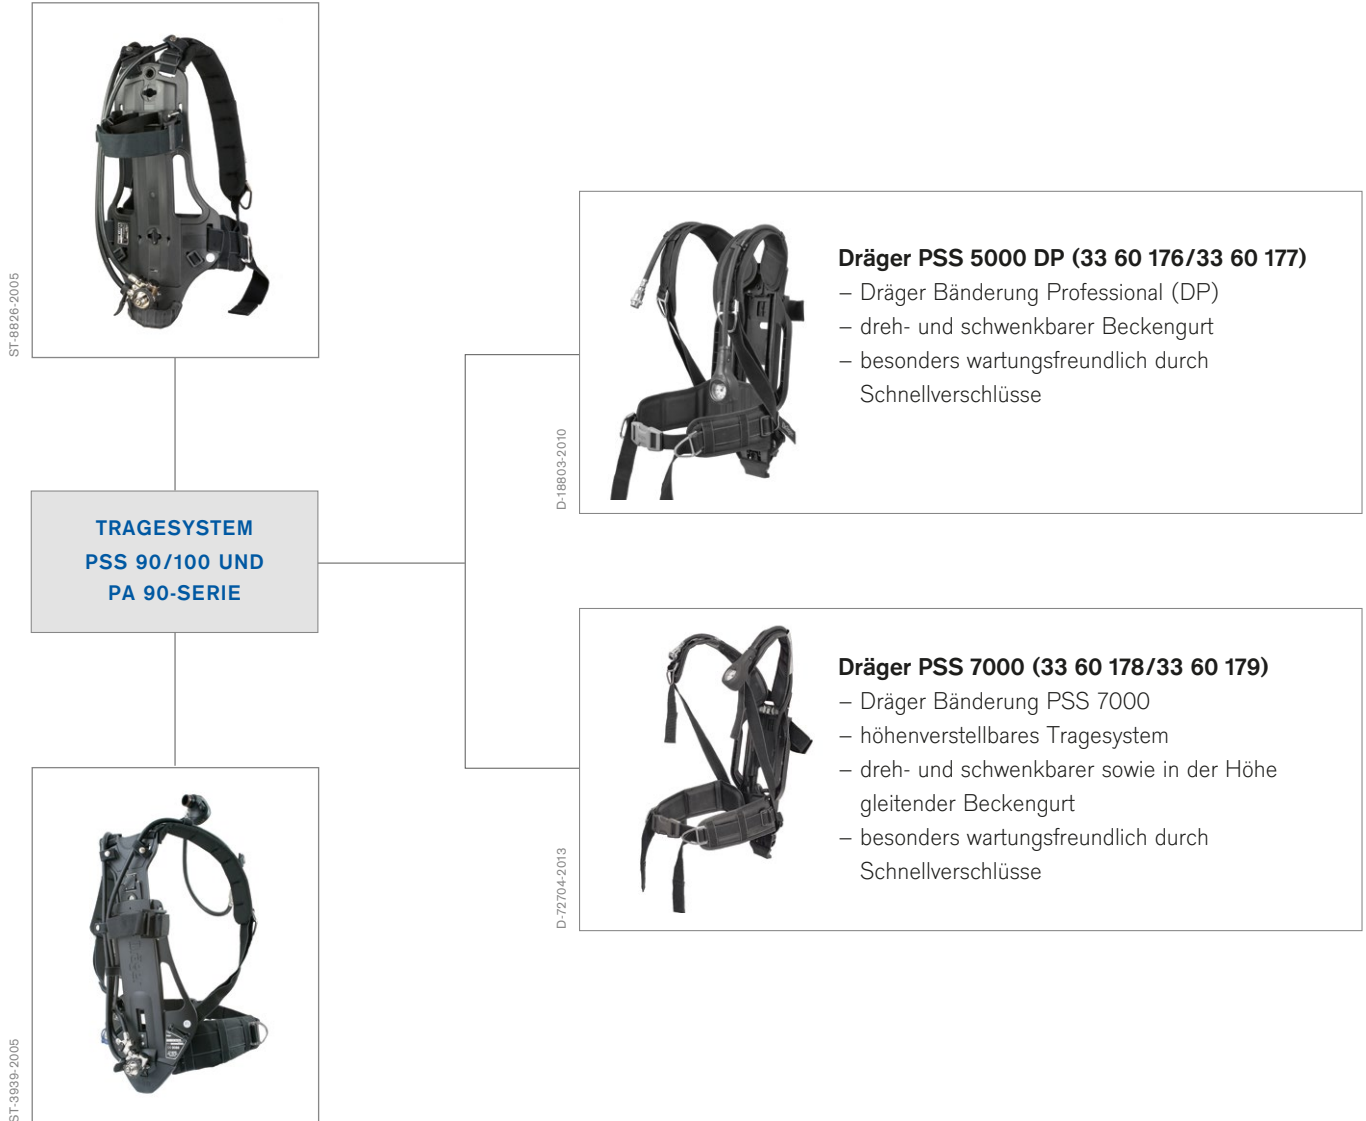 ST-8826-2005
TRAGESYSTEM
PSS 90/100 UND
PA 90-SERIE
ST-3939-2005
D-18803-2010
Dräger PSS 5000 DP (33 60 176/33 60 177)
– Dräger Bänderung Professional (DP)
– dreh- und schwenkbarer Beckengurt
– besonders wartungsfreundlich durch
Schnellverschlüsse
D-72704-2013
Dräger PSS 7000 (33 60 178/33 60 179)
– Dräger Bänderung PSS 7000
– höhenverstellbares Tragesystem
– dreh- und schwenkbarer sowie in der Höhe
gleitender Beckengurt
– besonders wartungsfreundlich durch
Schnellverschlüsse